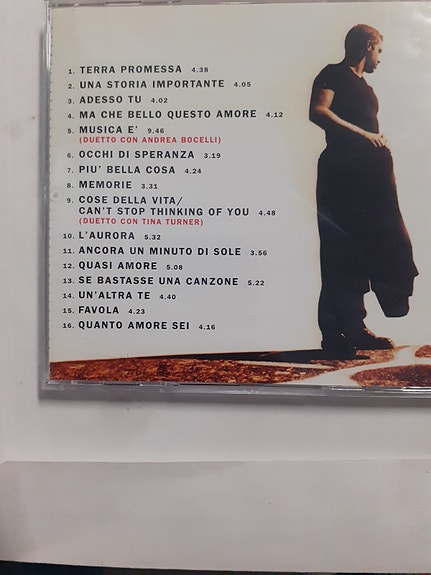 1. TERRA PROMESSA 4.38
2. UNA STORIA IMPORTANTE 4.05
3. ADESSO TU 4.02
4. MA CHE BELLO QUESTO AMORE 4.12
5. MUSICA E' 9.46
(DUETTO CON ANDREA BOCELLI)
6. OCCHI DI SPERANZA 3.19
7. PIU' BELLA COSA 4.24
8. MEMORIE 3.31
9. COSE DELLA VITA/
CAN'T STOP THINKING OF YOU 4.48
(DUETTO CON TINA TURNER)
10. L'AURORA 5.32
11. ANCORA UN MINUTO DI SOLE 3.56
12. QUASI AMORE 5.08
13. SE BASTASSE UNA CANZONE 5.22
14. UN'ALTRA TE 4.40
15. FAVOLA 4.23
16. QUANTO AMORE SEI 4.16